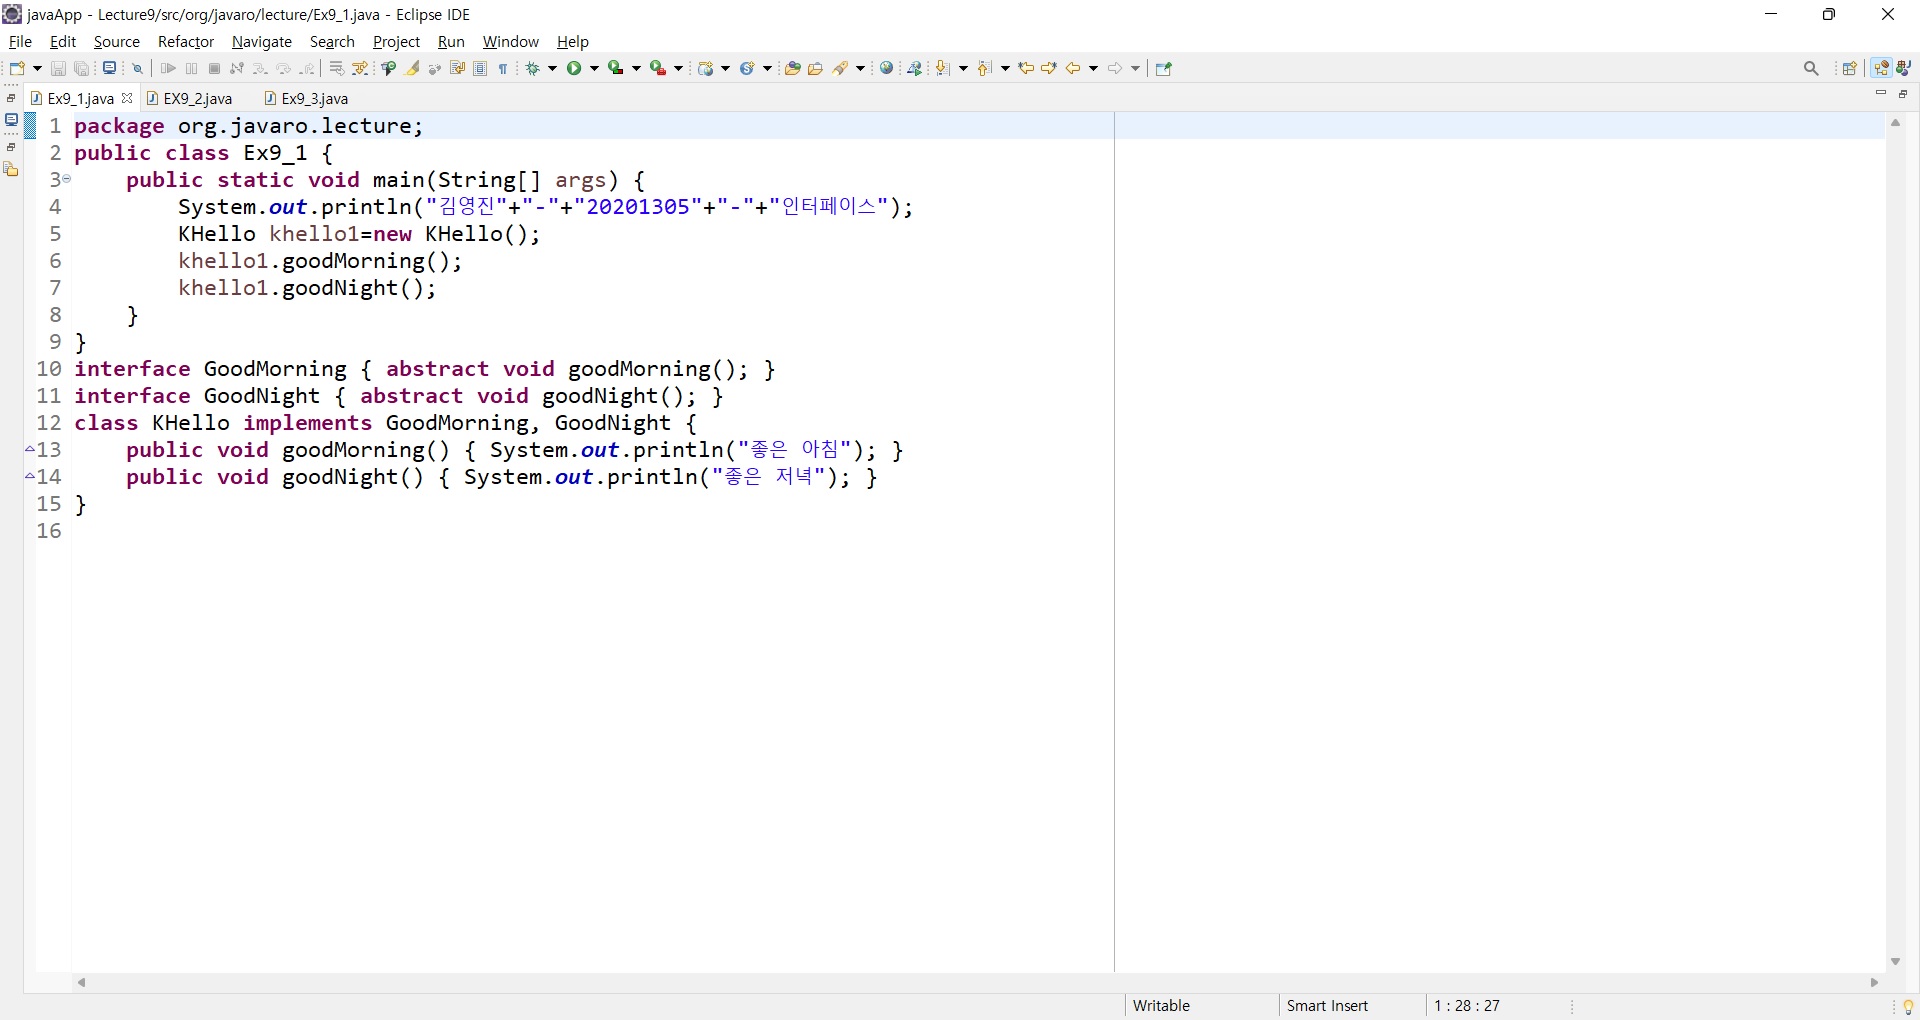 javaApp - Lecture9/src/org/javaro/lecture/Ex9_1.java - Eclipse IDE
File Edit Source Refactor Navigate Search Project Run Window Help
Ex9_1.java EX9_2.java Ex9_3.java
1 package org.javaro.lecture;
2 public class Ex9_1 {
3 public static void main(String[] args) {
4 System.out.println("김영진"+"-"+"20201305"+"-"+"인터페이스");
5 KHello khello1=new KHello();
6 khello1.goodMorning();
7 khello1.goodNight();
8 }
9 }
10 interface GoodMorning { abstract void goodMorning(); }
11 interface GoodNight { abstract void goodNight(); }
12 class KHello implements GoodMorning, GoodNight {
13 public void goodMorning() { System.out.println("좋은 아침"); }
14 public void goodNight() { System.out.println("좋은 저녁"); }
15 }
16
Writable Smart Insert 1 : 28 : 27